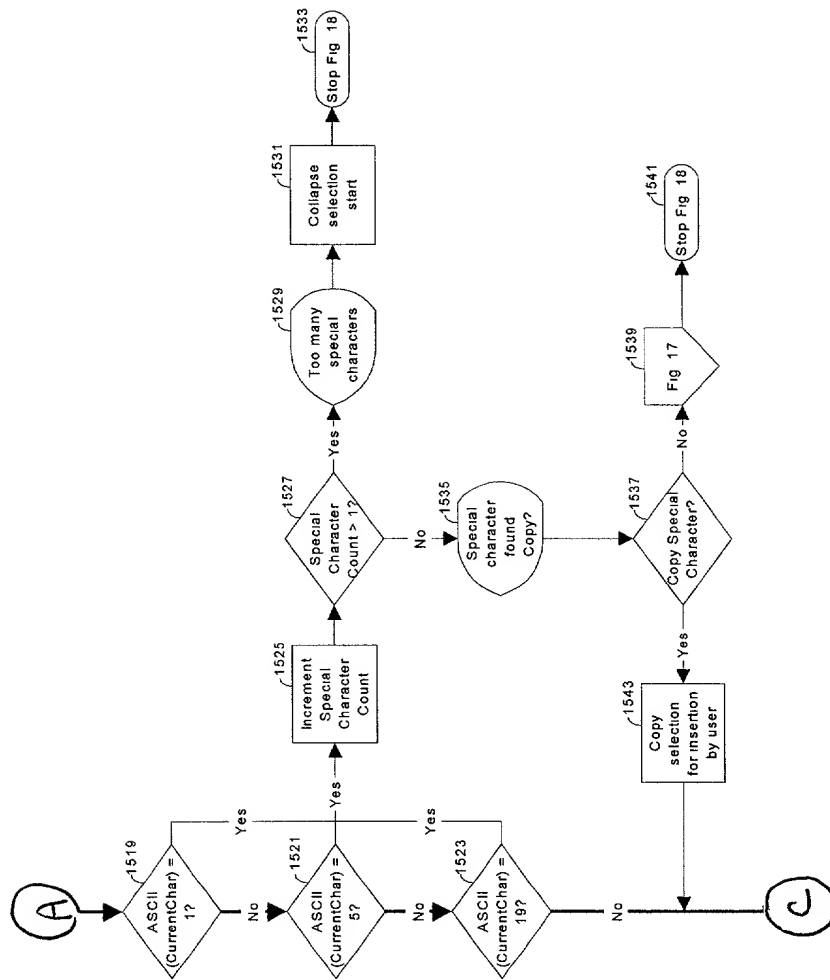 A
1519
ASCII
(CurrentChar) =
1?
Yes
No
1521
ASCII
(CurrentChar) =
5?
Yes
No
1523
ASCII
(CurrentChar) =
19?
Yes
No
C
1525
Increment
Special
Character
Count
1527
Special
Character
Count > 1?
Yes
No
1529
Too many
special
characters
1531
Collapse
selection
start
1533
Stop Fig 18
1535
Special
character
found
Copy?
1537
Copy Special
Character?
No
Yes
1539
Fig 17
1541
Stop Fig 18
1543
Copy
selection
for insertion
by user